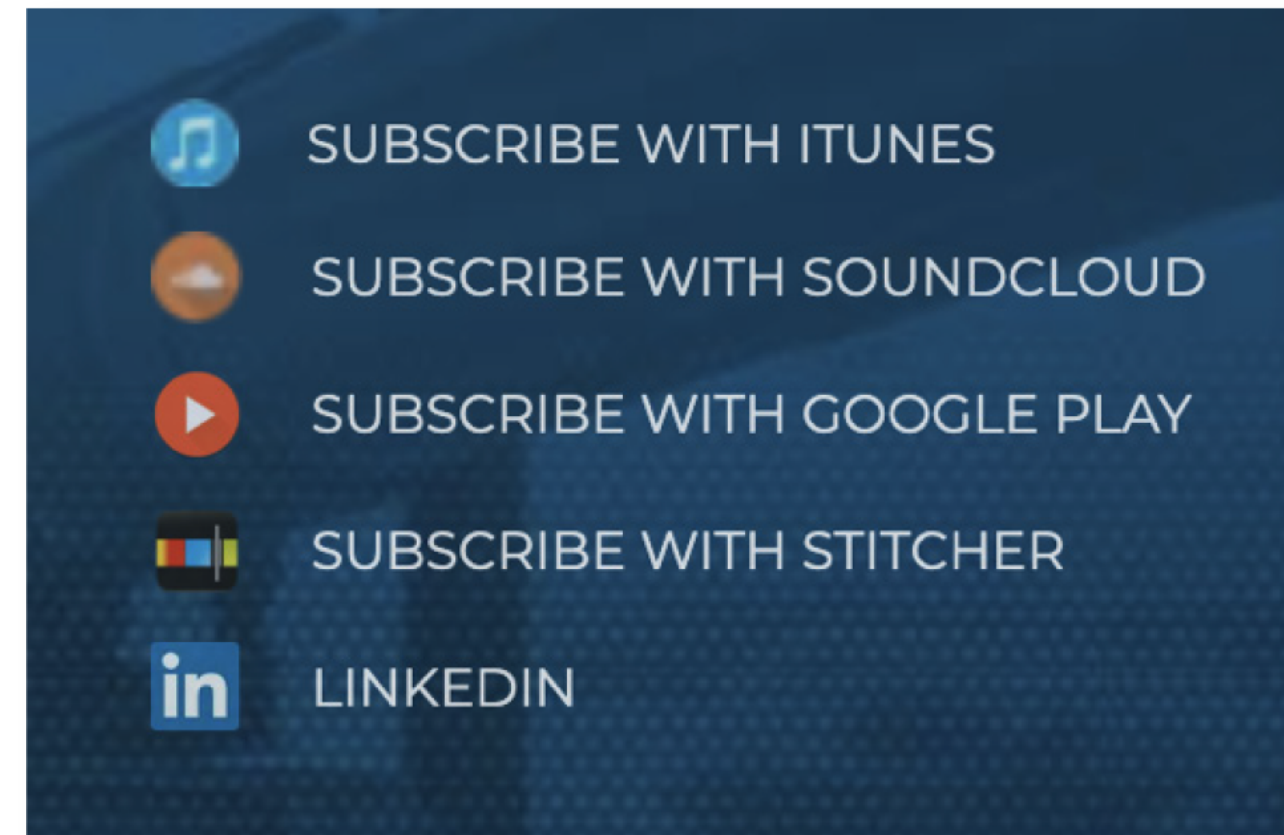 SUBSCRIBE WITH ITUNES
SUBSCRIBE WITH SOUNDCLOUD
SUBSCRIBE WITH GOOGLE PLAY
SUBSCRIBE WITH STITCHER
in LINKEDIN